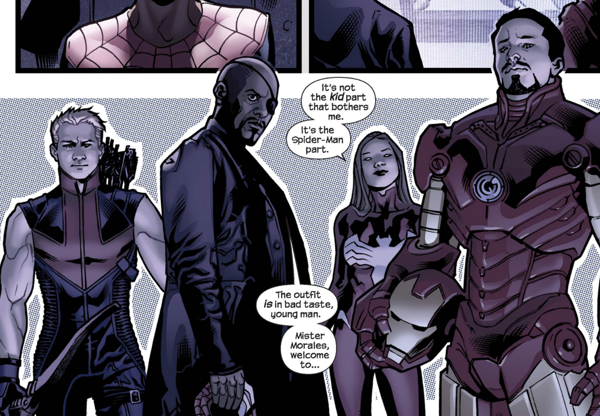 It's not
the kid part
that bothers
me.
It's the
Spider-Man
part.
The outfit
is in bad taste,
young man.
Mister
Morales,
welcome
to...